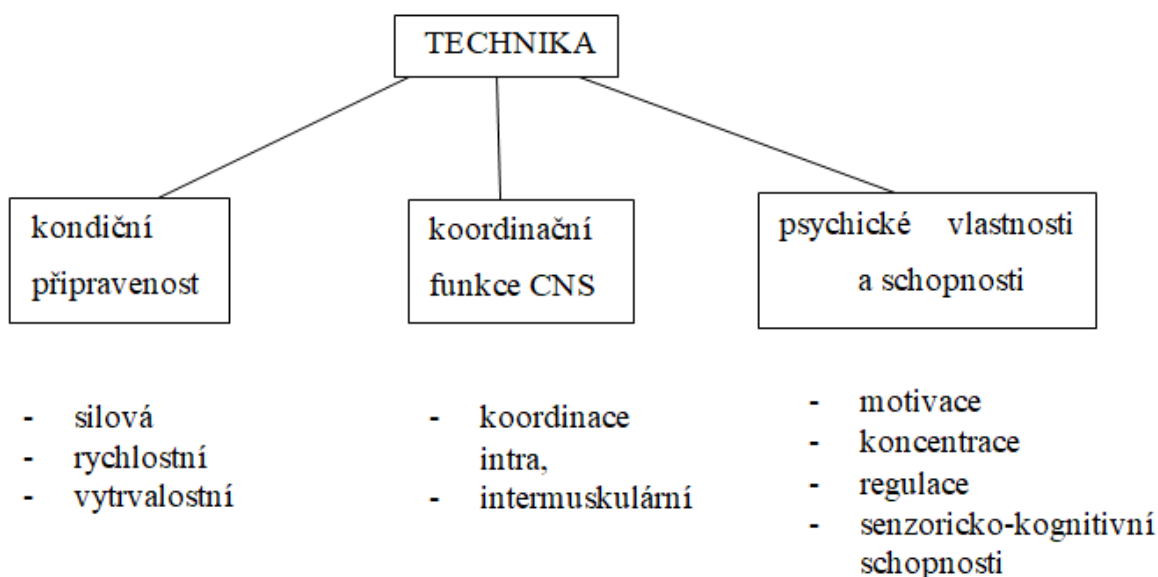 TECHNIKA
kondiční
připravenost
koordinační
funkce CNS
psychické vlastnosti
a schopnosti
- silová
- rychlostní
- vytrvalostní
- koordinace
intra,
- intermuskulární
- motivace
- koncentrace
- regulace
- senzoricko-kognitivní
schopnosti